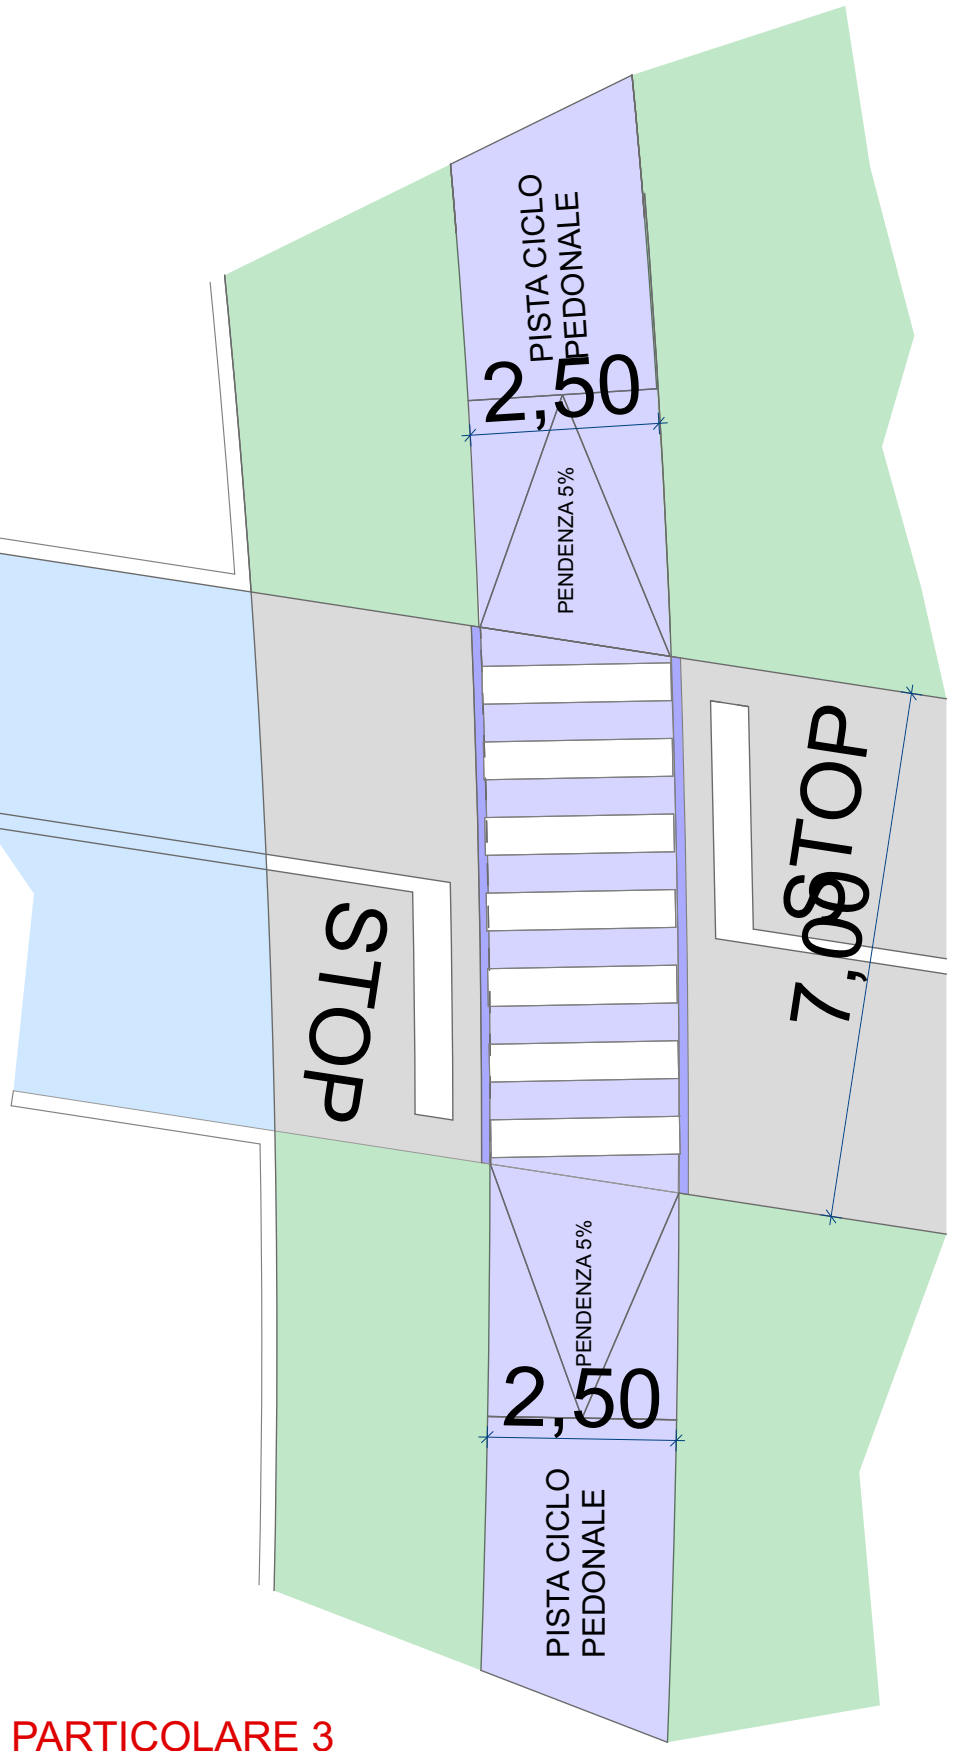 PISTA CICLO
PEDONALE
2,50
PENDENZA 5%
STOP
7,00
STOP
PENDENZA 5%
2,50
PISTA CICLO
PEDONALE
PARTICOLARE 3